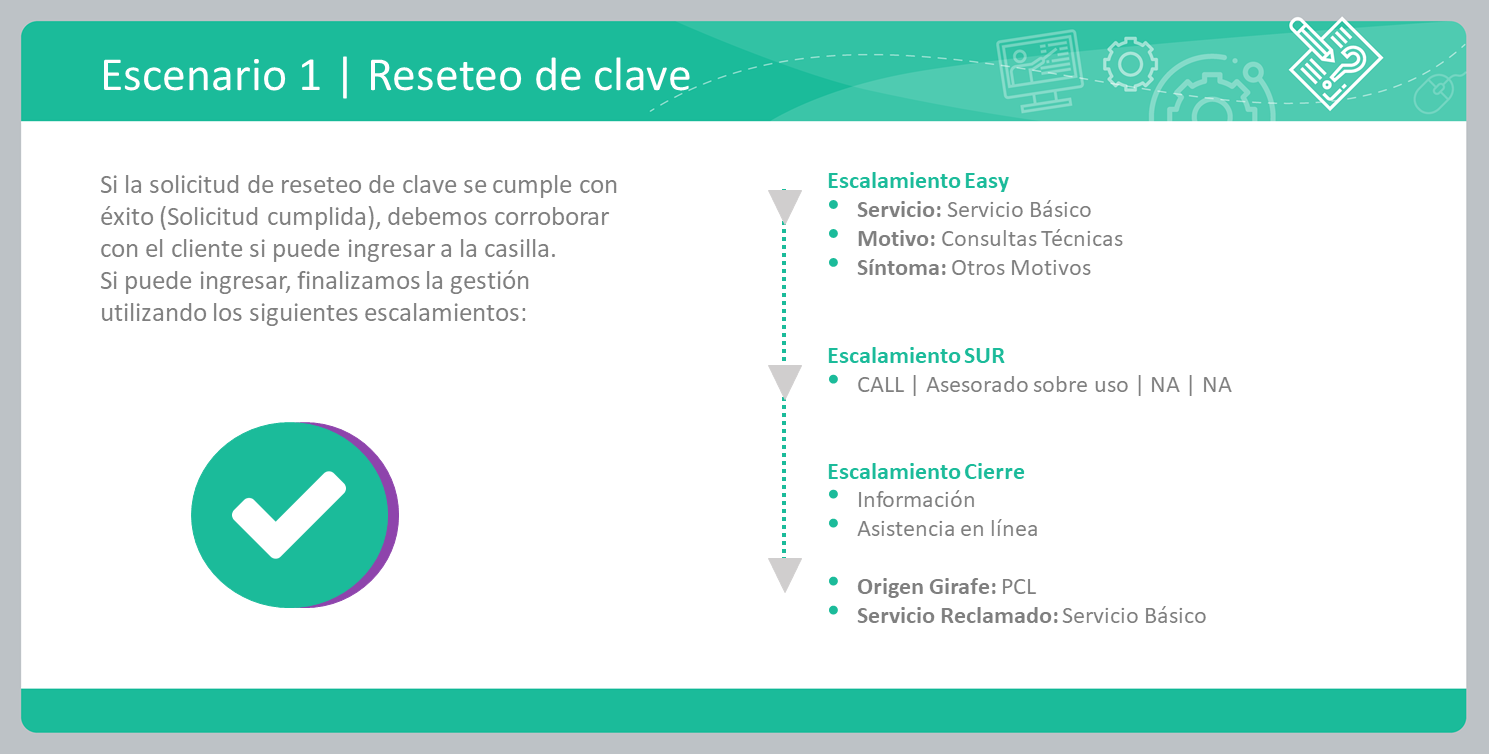 Escenario 1 | Reseteo de clave
Si la solicitud de reseteo de clave se cumple con
éxito (Solicitud cumplida), debemos corroborar
con el cliente si puede ingresar a la casilla.
Si puede ingresar, finalizamos la gestión
utilizando los siguientes escalamientos:
Escalamiento Easy
• Servicio: Servicio Básico
• Motivo: Consultas Técnicas
• Síntoma: Otros Motivos
Escalamiento SUR
• CALL | Asesorado sobre uso | NA | NA
Escalamiento Cierre
• Información
• Asistencia en línea
• Origen Girafe: PCL
• Servicio Reclamado: Servicio Básico